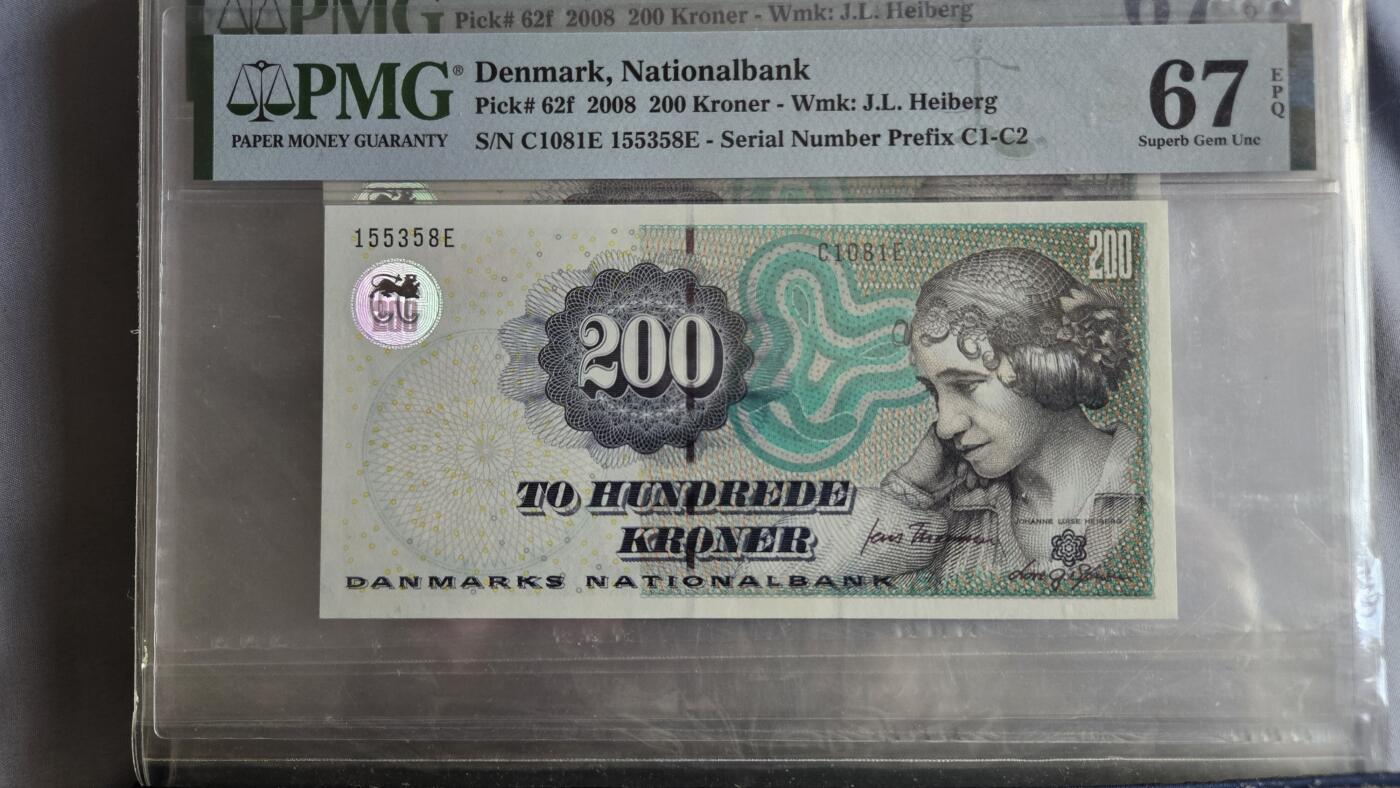 PMG Pick# 62f 2008 200 Kroner - Wmk: J.L. Heiberg
PMG® Denmark, Nationalbank
Pick# 62f 2008 200 Kroner - Wmk: J.L. Heiberg
PAPER MONEY GUARANTY S/N C1081E 155358E - Serial Number Prefix C1-C2
67 EPQ
Superb Gem Unc
155358E
C1081E
200
200
200
TO HUNDREDE
KRONER
JOHANNE LUISE HEIBERG
DANMARKS NATIONALBANK